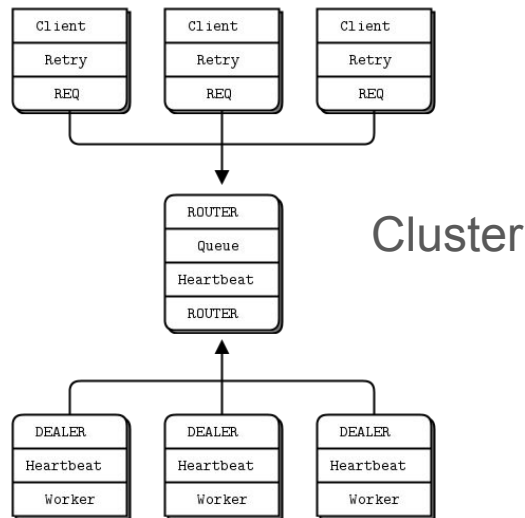 Client Client Client
Retry Retry Retry
REQ REQ REQ
ROUTER
Queue
Cluster
Heartbeat
ROUTER
DEALER DEALER DEALER
Heartbeat Heartbeat Heartbeat
Worker Worker Worker